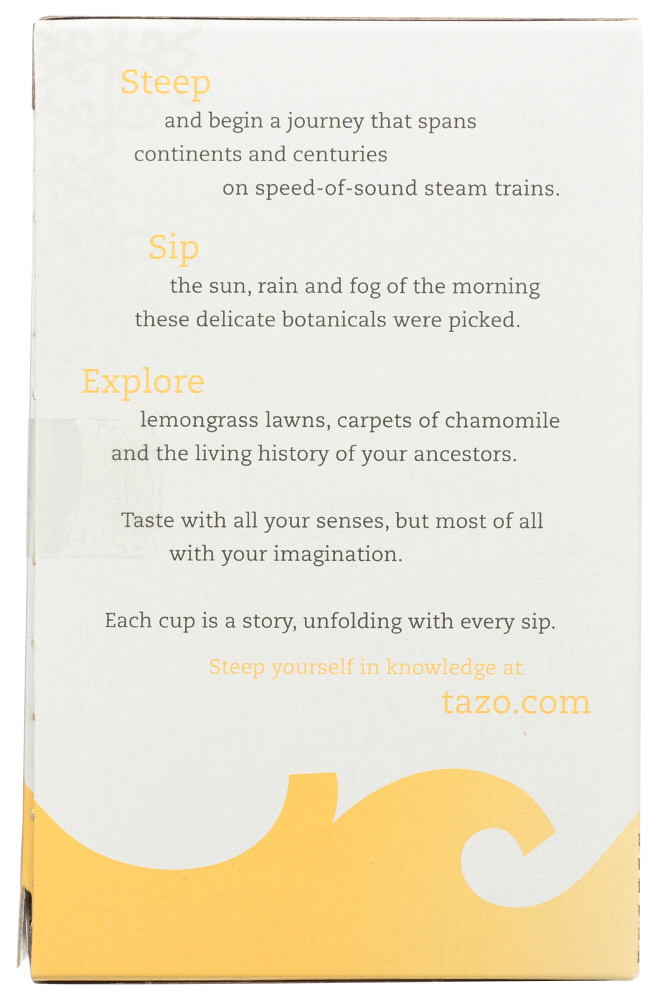 Steep
and begin a journey that spans
continents and centuries
on speed-of-sound steam trains.
Sip
the sun, rain and fog of the morning
these delicate botanicals were picked.
Explore
lemongrass lawns, carpets of chamomile
and the living history of your ancestors.
Taste with all your senses, but most of all
with your imagination.
Each cup is a story, unfolding with every sip.
Steep yourself in knowledge at
tazo.com